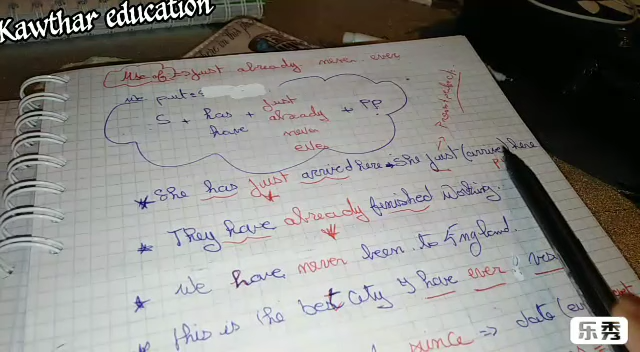 Kawthar education
Use of → just already never ever
we put =
S + has + just + PP
have already
never
ever
* She has just arrived here * She just (arrive) here
* They have already finished
* we have never been to England.
* this is the best city I have ever
since => date
乐秀